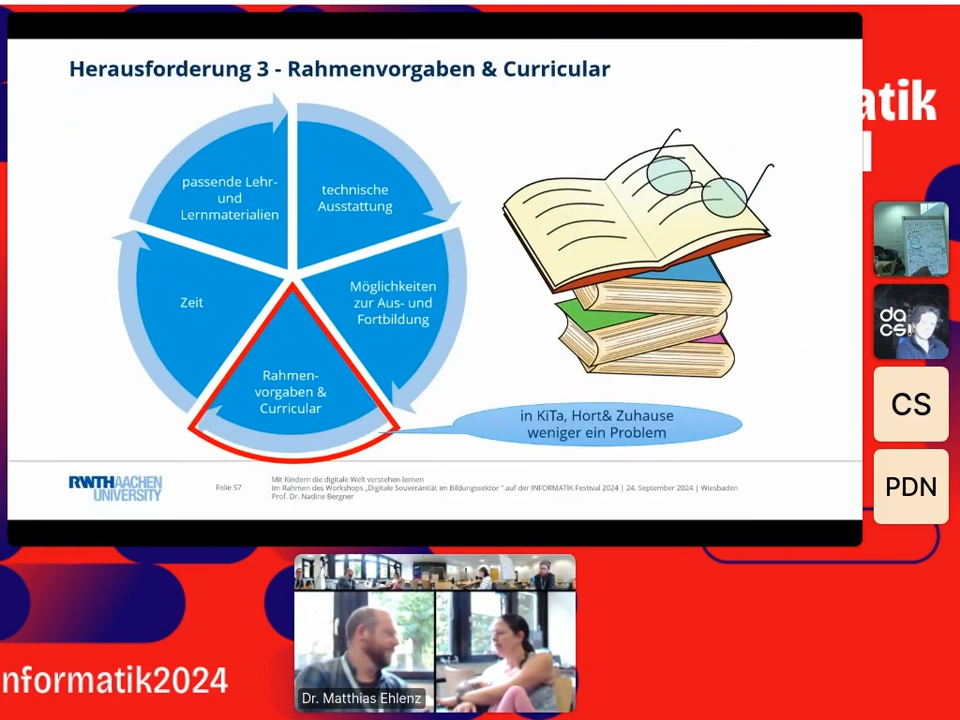 Herausforderung 3 - Rahmenvorgaben & Curricular
passende Lehr-
und
Lernmaterialien
technische
Ausstattung
Zeit
Möglichkeiten
zur Aus- und
Fortbildung
Rahmen-
vorgaben &
Curricular
in KiTa, Hort& Zuhause
weniger ein Problem
RWTH AACHEN
UNIVERSITY
Folie 57
Mit Kindern die digitale Welt verstehen lernen
Im Rahmen des Workshops „Digitale Souveränität im Bildungssektor " auf der INFORMATIK Festival 2024 | 24. September 2024 | Wiesbaden
Prof. Dr. Nadine Bergner
atik
da
CS
PDN
Dr. Matthias Ehlenz
nformatik2024